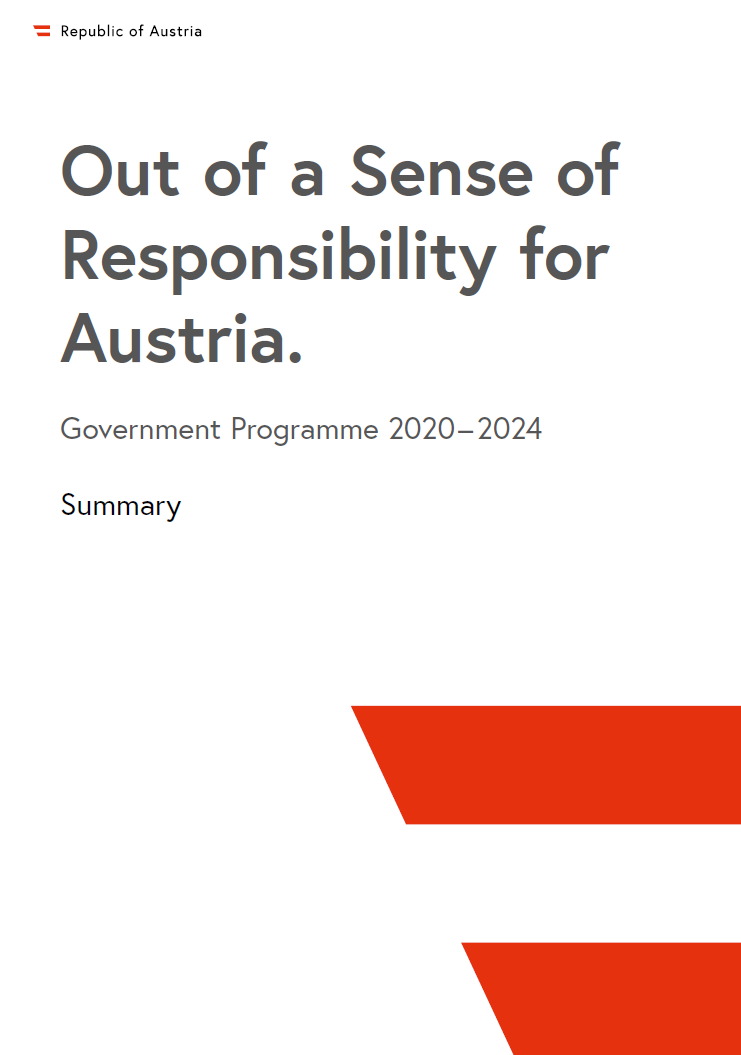 Republic of Austria
Out of a Sense of
Responsibility for
Austria.
Government Programme 2020–2024
Summary